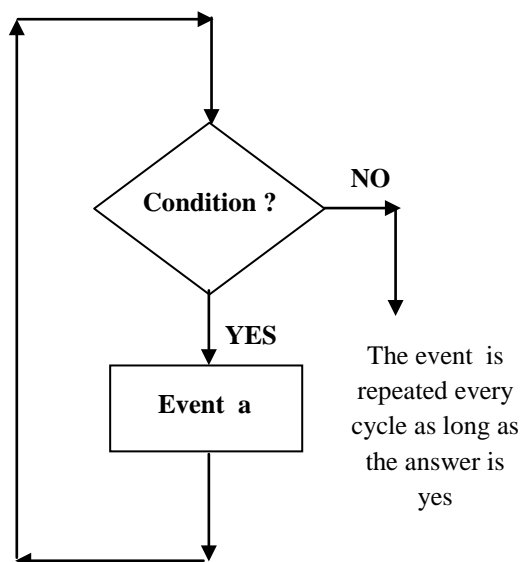 Condition ?
NO
YES
Event a
The event is
repeated every
cycle as long as
the answer is
yes